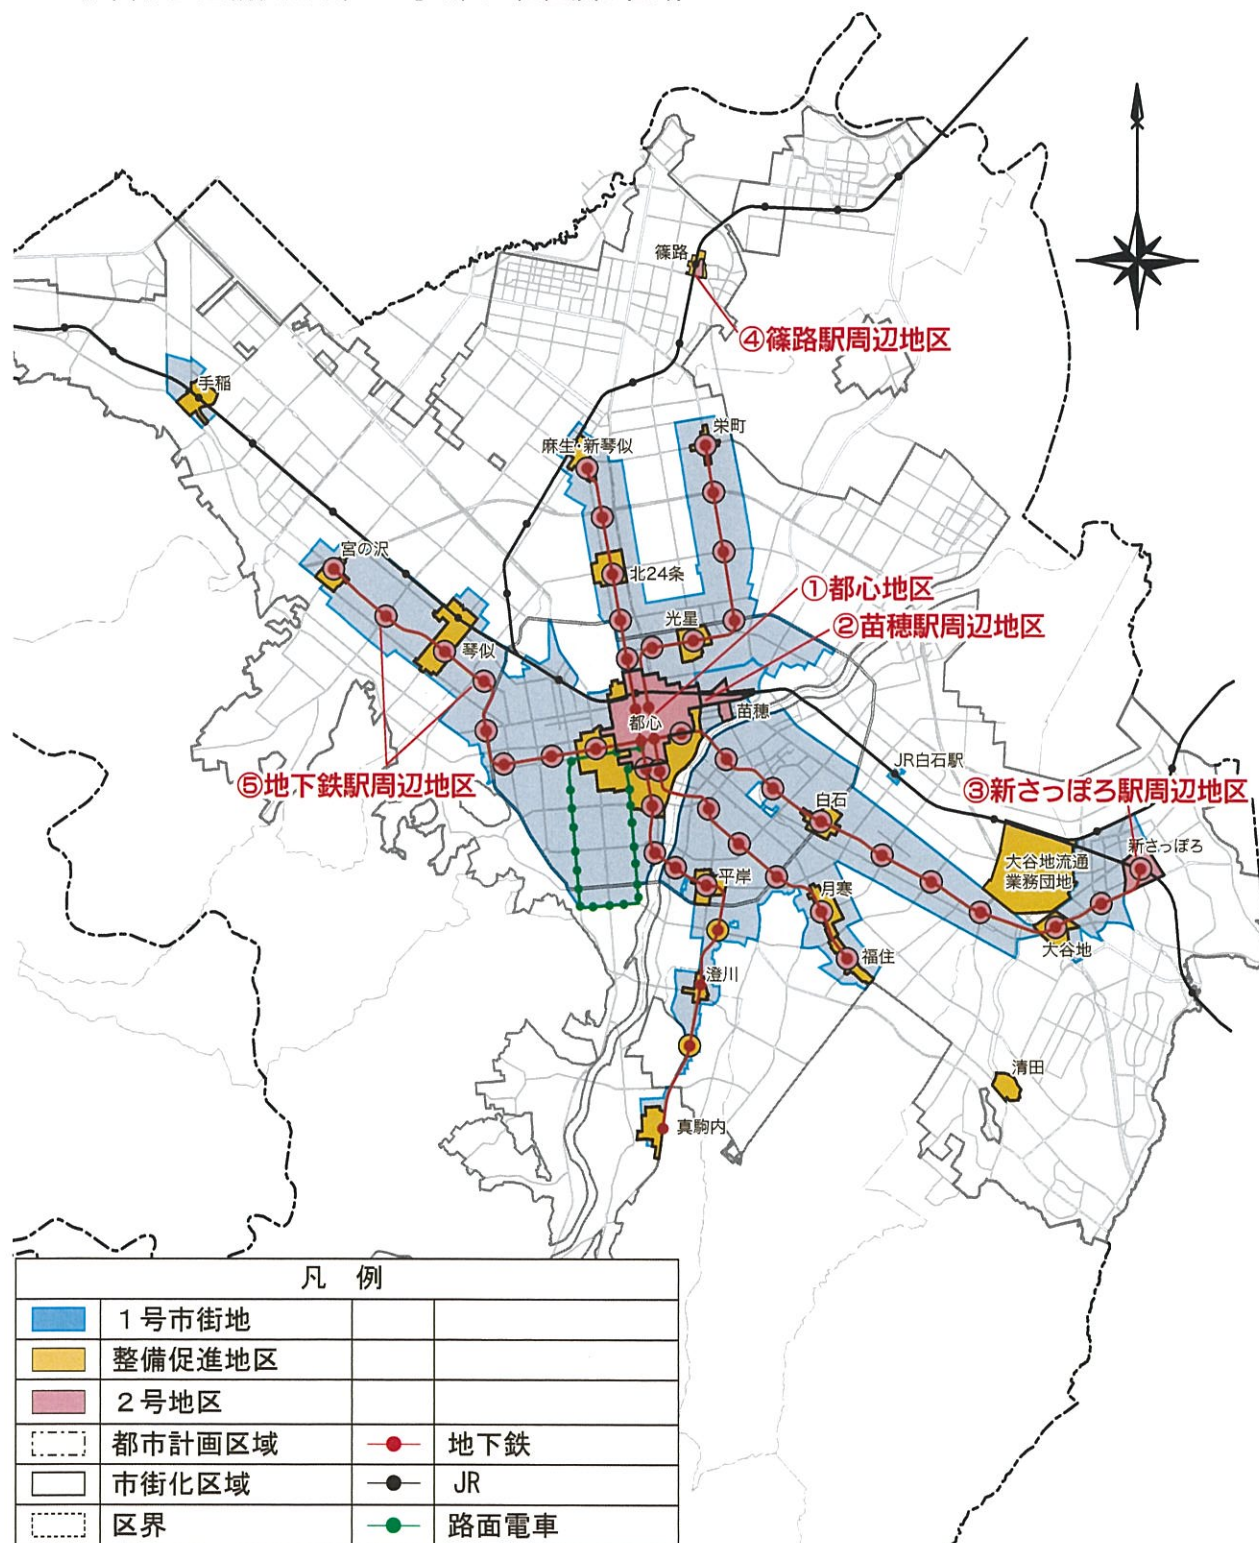 篠路
④篠路駅周辺地区
手稲
栄町
麻生・新琴似
宮の沢
北24条
①都心地区
光星
②苗穂駅周辺地区
琴似
苗穂
都心
JR白石駅
⑤地下鉄駅周辺地区
③新さっぽろ駅周辺地区
白石
新さっぽろ
大谷地流通
業務団地
平岸
月寒
大谷地
福住
澄川
清田
真駒内
凡 例
1号市街地
整備促進地区
2号地区
都市計画区域 地下鉄
市街化区域 JR
区界 路面電車